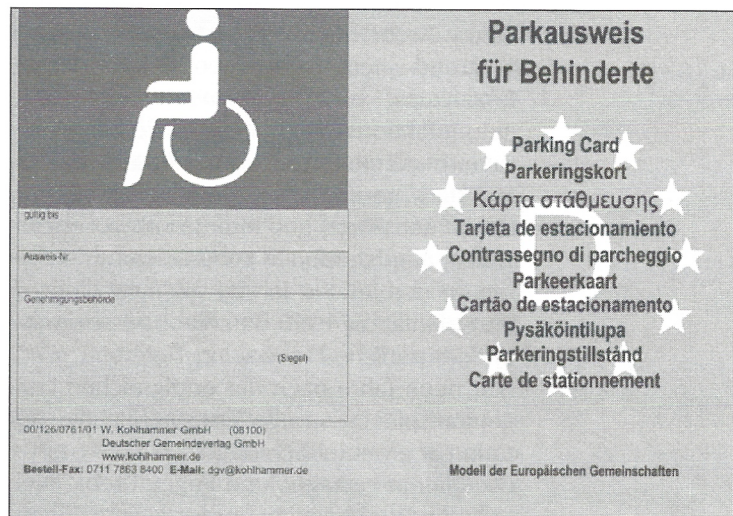 gültig bis
Ausweis-Nr.
Genehmigungsbehörde
(Siegel)
00/126/0761/01 W. Kohlhammer GmbH (08100)
Deutscher Gemeindeverlag GmbH
www.kohlhammer.de
Bestell-Fax: 0711 7863 8400 E-Mail: dgv@kohlhammer.de
Parkausweis
für Behinderte
D
Parking Card
Parkeringskort
Κάρτα στάθμευσης
Tarjeta de estacionamiento
Contrassegno di parcheggio
Parkeerkaart
Cartão de estacionamento
Pysäköintilupa
Parkeringstillstånd
Carte de stationnement
Modell der Europäischen Gemeinschaften